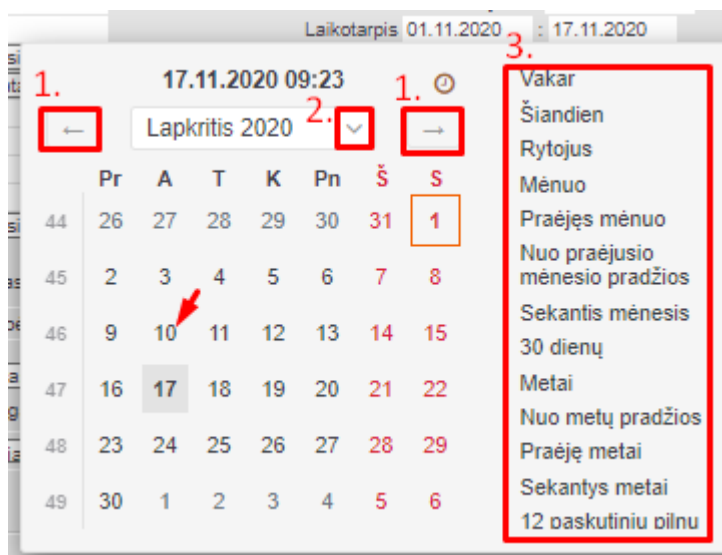 Laikotarpis 01.11.2020 : 17.11.2020
1. 17.11.2020 09:23 1. 3.
← Lapkritis 2020 2. →
Pr A T K Pn Š S
44 26 27 28 29 30 31 1
45 2 3 4 5 6 7 8
46 9 10 11 12 13 14 15
47 16 17 18 19 20 21 22
48 23 24 25 26 27 28 29
49 30 1 2 3 4 5 6
Vakar
Šiandien
Rytojus
Mėnuo
Praėjęs mėnuo
Nuo praėjusio
mėnesio pradžios
Sekantis mėnesis
30 dienų
Metai
Nuo metų pradžios
Praėję metai
Sekantys metai
12 paskutinių pilnų